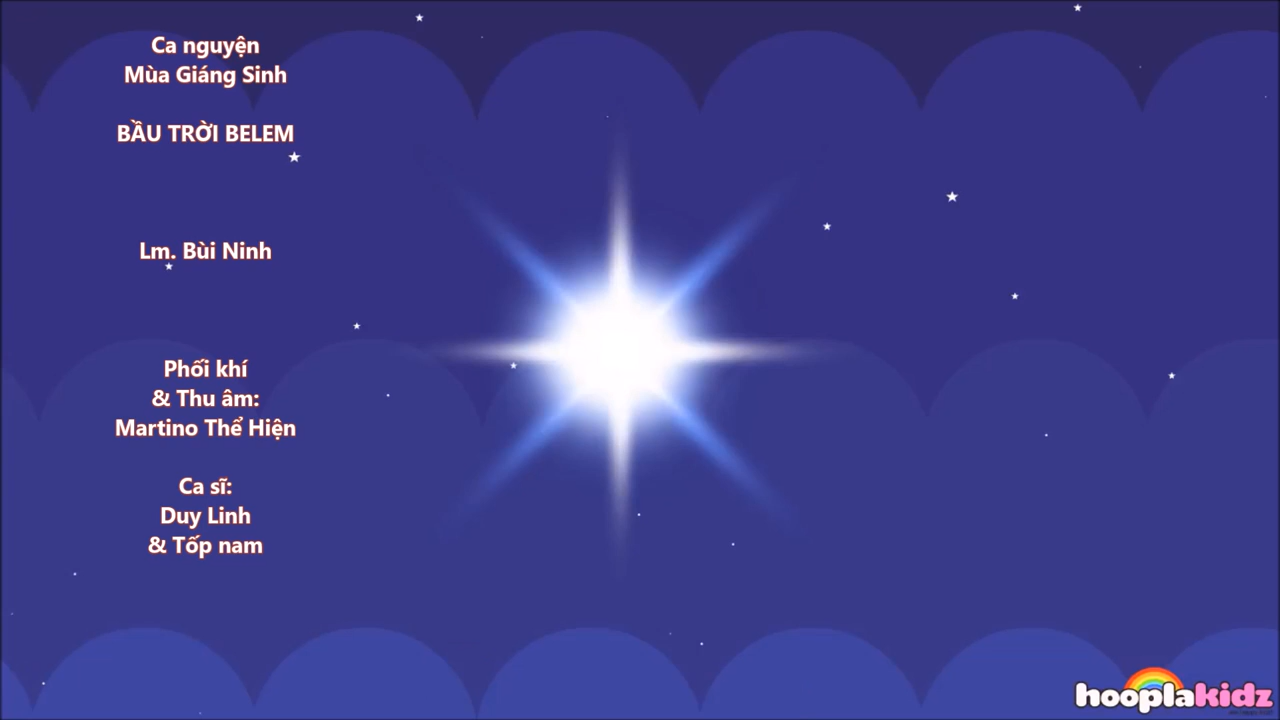 Ca nguyện
Mùa Giáng Sinh
BẦU TRỜI BELEM
Lm. Bùi Ninh
Phối khí
& Thu âm:
Martino Thể Hiện
Ca sĩ:
Duy Linh
& Tốp nam
hooplakidz